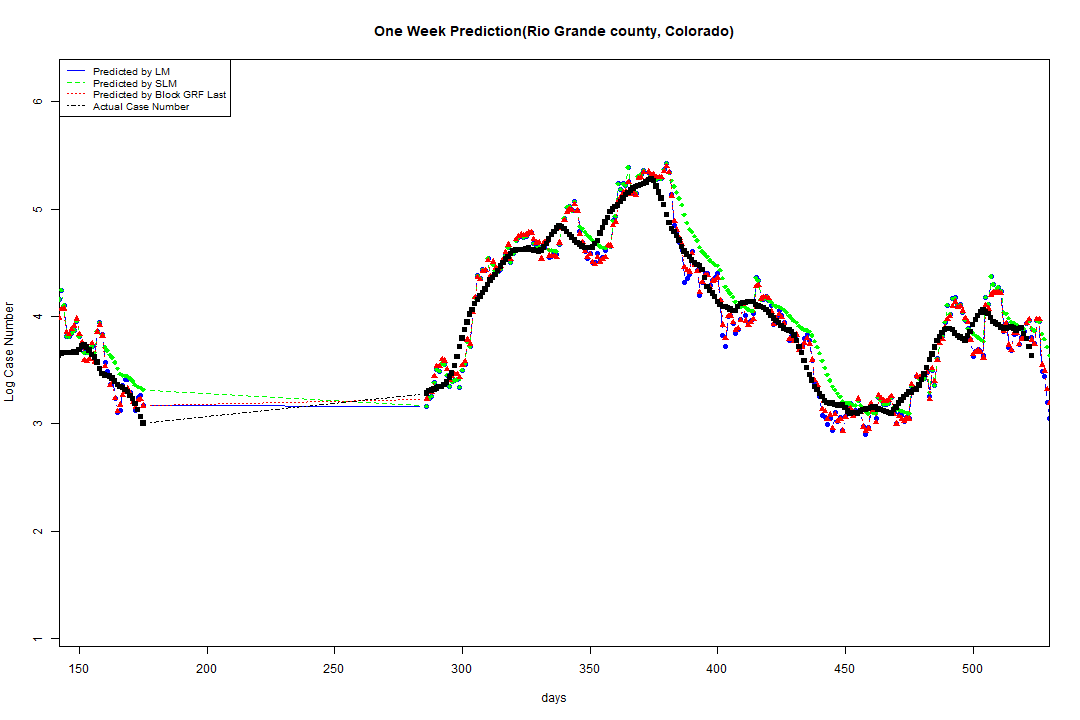 One Week Prediction(Rio Grande county, Colorado)
Predicted by LM
Predicted by SLM
Predicted by Block GRF Last
Actual Case Number
Log Case Number
6
5
4
3
2
1
150 200 250 300 350 400 450 500
days